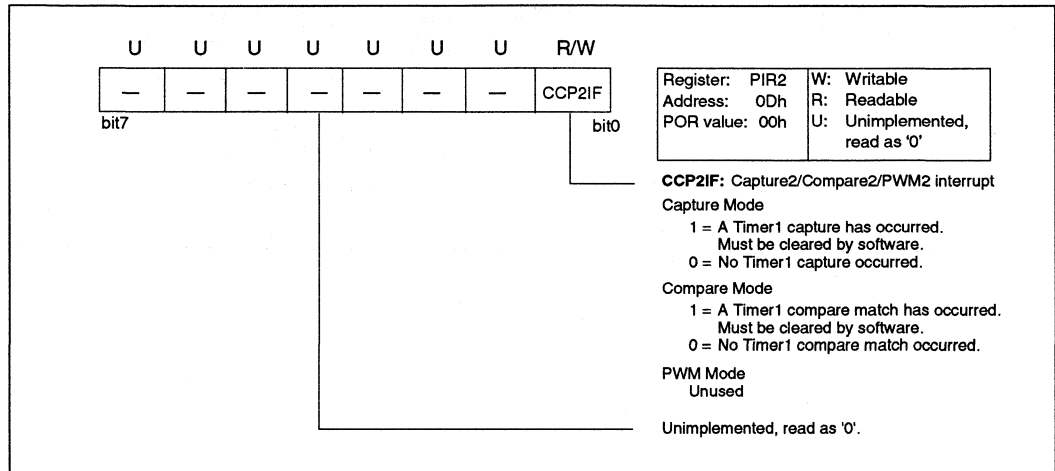 U U U U U U U R/W
— — — — — — — CCP2IF
bit7 bit0
Register: PIR2
Address: 0Dh
POR value: 00h
W: Writable
R: Readable
U: Unimplemented,
read as '0'
CCP2IF: Capture2/Compare2/PWM2 interrupt
Capture Mode
1 = A Timer1 capture has occurred.
Must be cleared by software.
0 = No Timer1 capture occurred.
Compare Mode
1 = A Timer1 compare match has occurred.
Must be cleared by software.
0 = No Timer1 compare match occurred.
PWM Mode
Unused
Unimplemented, read as '0'.